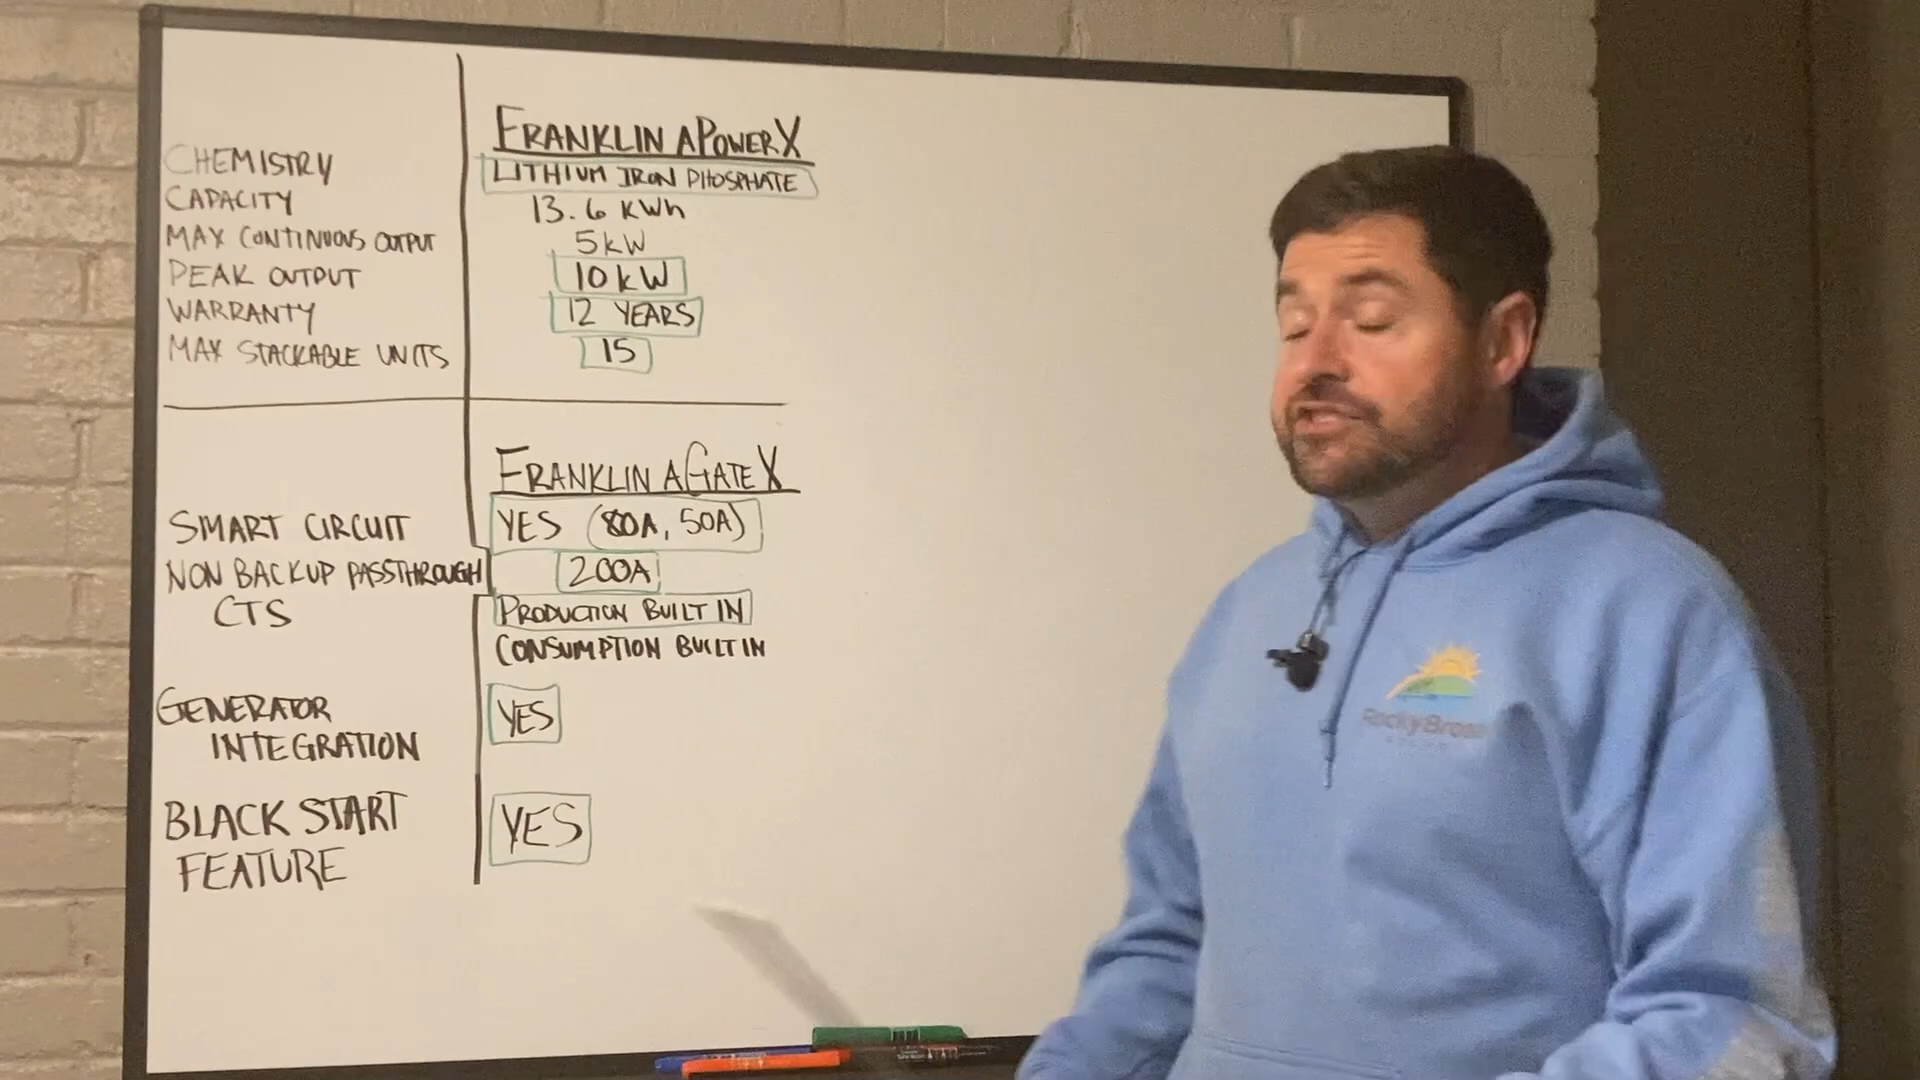 FRANKLIN APOWER X
CHEMISTRY LITHIUM IRON PHOSPHATE
CAPACITY 13.6 KWh
MAX CONTINUOUS OUTPUT 5KW
PEAK OUTPUT 10 KW
WARRANTY 12 YEARS
MAX STACKABLE UNITS 15
FRANKLIN AGATE X
SMART CIRCUIT YES (80A, 50A)
NON BACKUP PASSTHROUGH 200A
CTS PRODUCTION BUILT IN
CONSUMPTION BUILT IN
GENERATOR YES
INTEGRATION
BLACK START YES
FEATURE